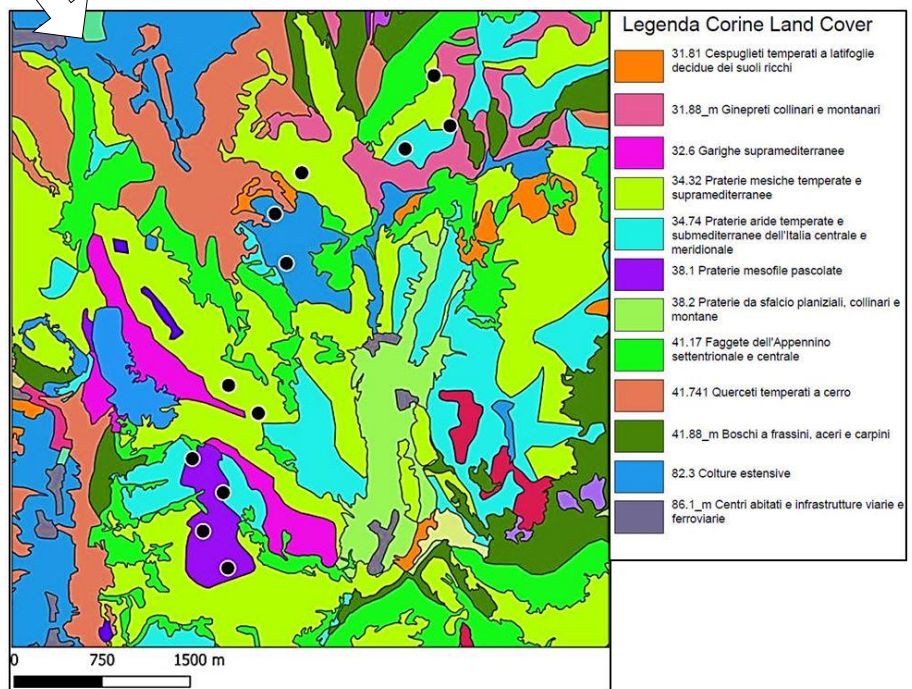 Legenda Corine Land Cover
31.81 Cespuglieti temperati a latifoglie
decidue dei suoli ricchi
31.88_m Ginepreti collinari e montanari
32.6 Garighe supramediterranee
34.32 Praterie mesiche temperate e
supramediterranee
34.74 Praterie aride temperate e
submediterranee dell'Italia centrale e
meridionale
38.1 Praterie mesofile pascolate
38.2 Praterie da sfalcio planiziali, collinari e
montane
41.17 Faggete dell'Appennino
settentrionale e centrale
41.741 Querceti temperati a cerro
41.88_m Boschi a frassini, aceri e carpini
82.3 Colture estensive
86.1_m Centri abitati e infrastrutture viarie e
ferroviarie
0 750 1500 m